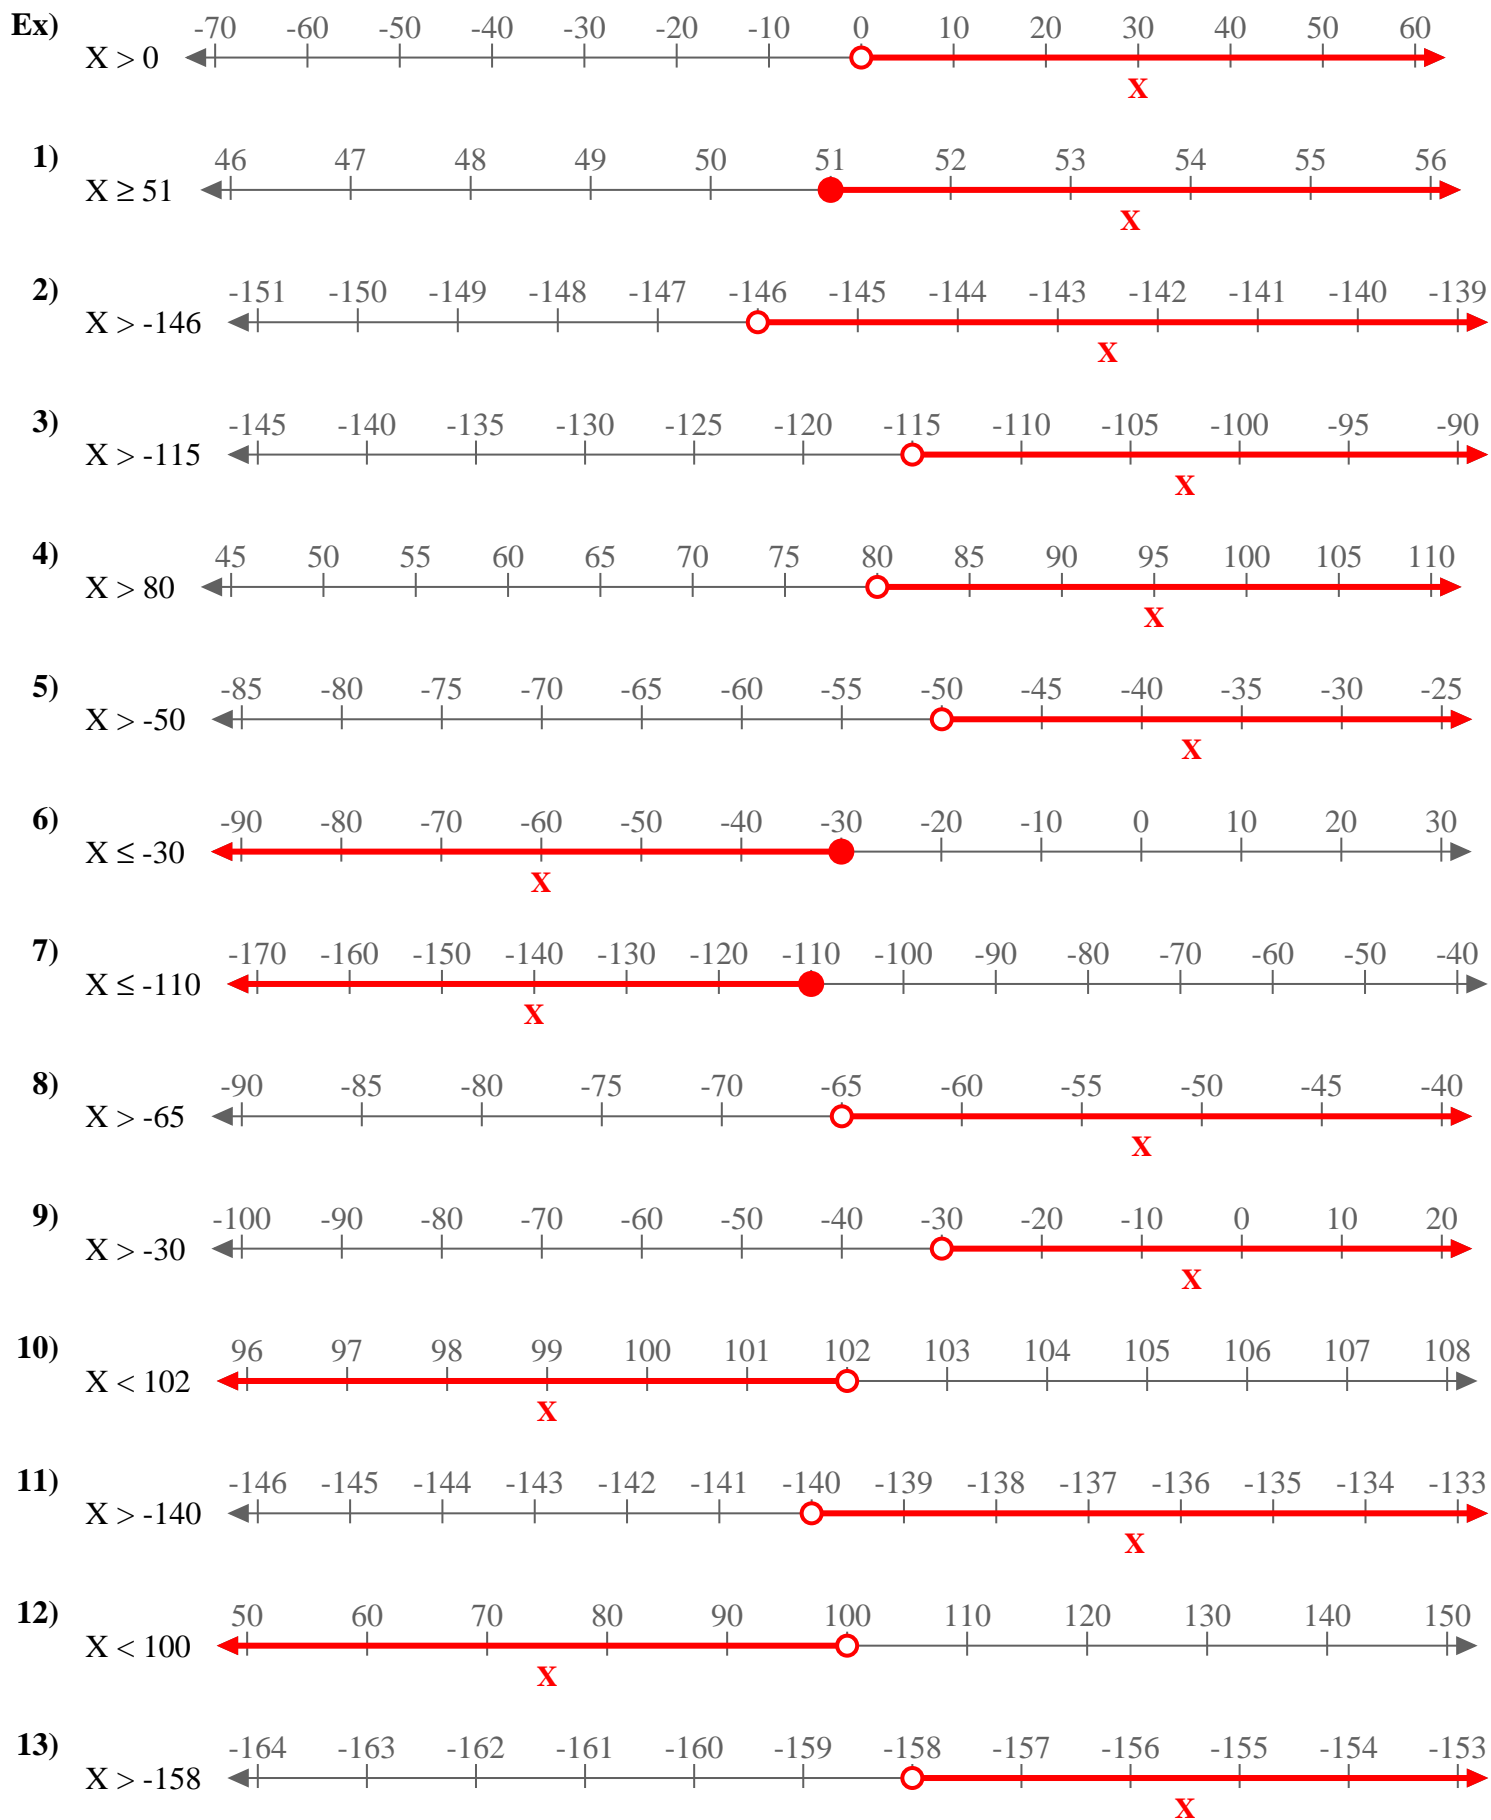 Ex) -70 -60 -50 -40 -30 -20 -10 0 10 20 30 40 50 60
X > 0
X
1) 46 47 48 49 50 51 52 53 54 55 56
X ≥ 51
X
2) -151 -150 -149 -148 -147 -146 -145 -144 -143 -142 -141 -140 -139
X > -146
X
3) -145 -140 -135 -130 -125 -120 -115 -110 -105 -100 -95 -90
X > -115
X
4) 45 50 55 60 65 70 75 80 85 90 95 100 105 110
X > 80
X
5) -85 -80 -75 -70 -65 -60 -55 -50 -45 -40 -35 -30 -25
X > -50
X
6) -90 -80 -70 -60 -50 -40 -30 -20 -10 0 10 20 30
X ≤ -30
X
7) -170 -160 -150 -140 -130 -120 -110 -100 -90 -80 -70 -60 -50 -40
X ≤ -110
X
8) -90 -85 -80 -75 -70 -65 -60 -55 -50 -45 -40
X > -65
X
9) -100 -90 -80 -70 -60 -50 -40 -30 -20 -10 0 10 20
X > -30
X
10) 96 97 98 99 100 101 102 103 104 105 106 107 108
X < 102
X
11) -146 -145 -144 -143 -142 -141 -140 -139 -138 -137 -136 -135 -134 -133
X > -140
X
12) 50 60 70 80 90 100 110 120 130 140 150
X < 100
X
13) -164 -163 -162 -161 -160 -159 -158 -157 -156 -155 -154 -153
X > -158
X